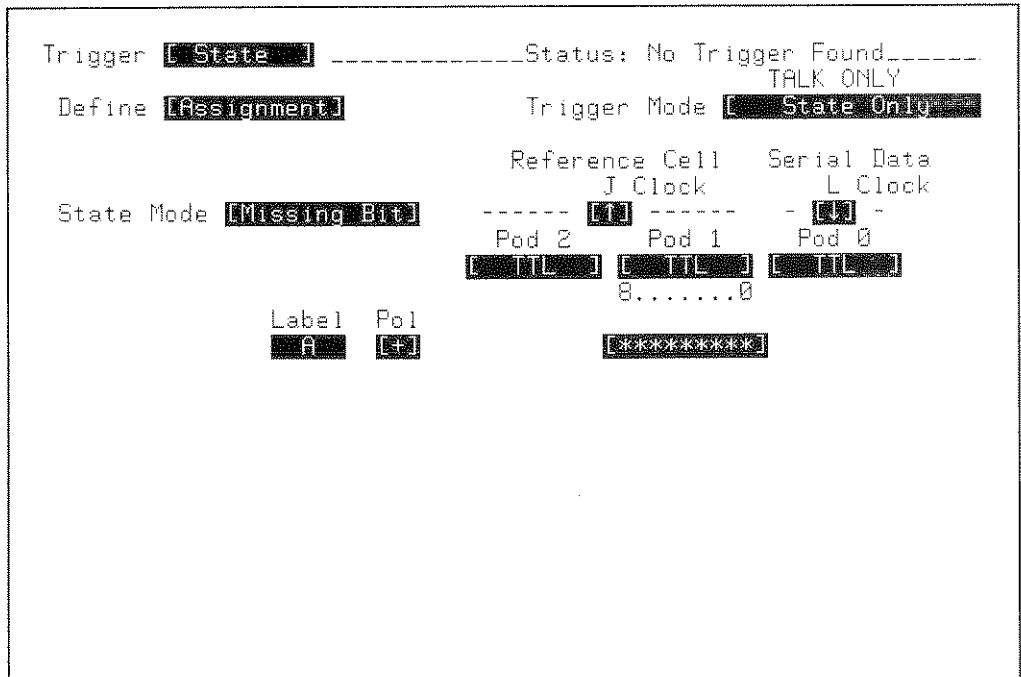 Trigger [ State ] _____________Status: No Trigger Found______
TALK ONLY
Define [Assignment] Trigger Mode [ State Only
Reference Cell Serial Data
J Clock L Clock
State Mode [Missing Bit] ------ [↑] ------ - [↓] -
Pod 2 Pod 1 Pod 0
[ TTL ] [ TTL ] [ TTL ]
8.......0
Label Pol
A [+] [*********]